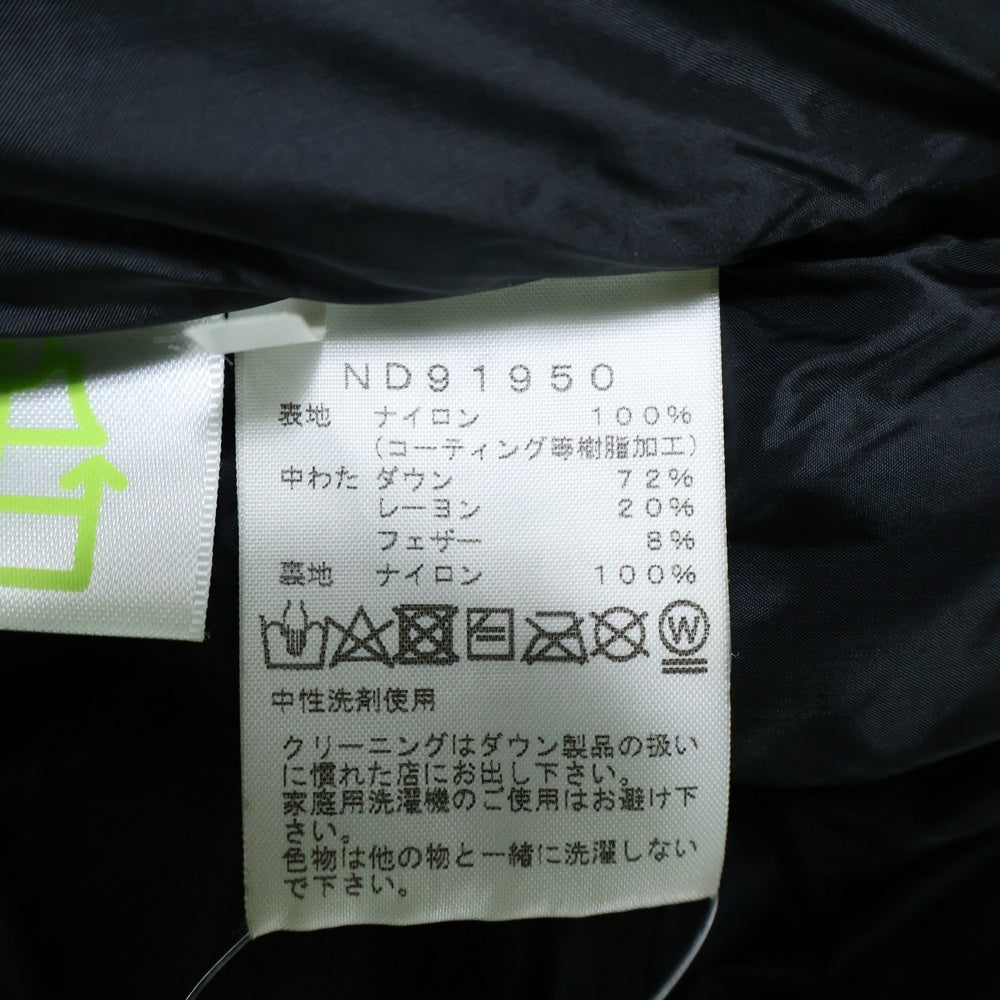 ND91950
表地 ナイロン 100%
(コーティング等樹脂加工)
中わた ダウン 72%
レーヨン 20%
フェザー 8%
裏地 ナイロン 100%
W
中性洗剤使用
クリーニングはダウン製品の扱い
に慣れた店にお出し下さい。
家庭用洗濯機のご使用はお避け下
さい。
色物は他の物と一緒に洗濯しない
で下さい。